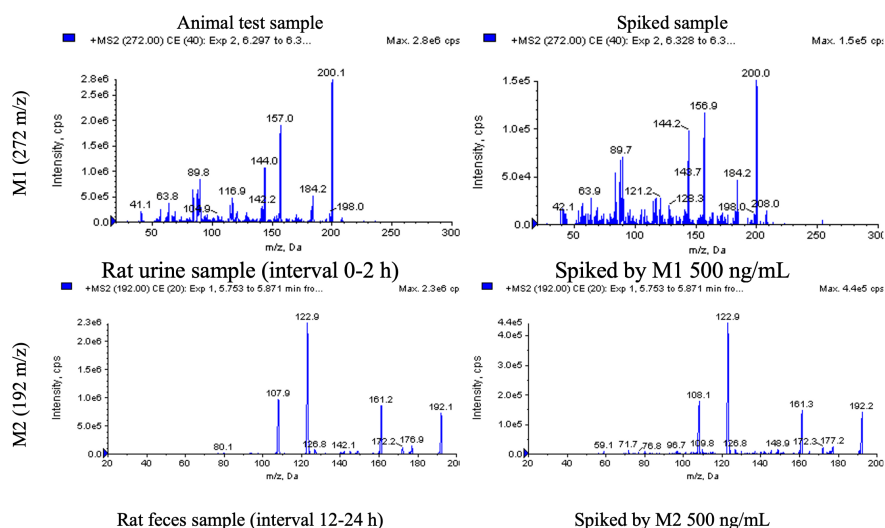 Animal test sample
Spiked sample
+MS2 (272.00) CE (40): Exp 2, 6.297 to 6.3...
Max. 2.8e6 cps
+MS2 (272.00) CE (40): Exp 2, 6.328 to 6.3...
Max. 1.5e5 cps
M1 (272 m/z)
Intensity, cps
2.8e6
2.5e6
2.0e6
1.5e6
1.0e6
5.0e5
0.0
41.1
63.8
89.8
104.9
116.9
142.2
144.0
157.0
184.2
200.1
198.0
50
100
150
200
250
300
m/z, Da
Intensity, cps
1.5e5
1.0e5
5.0e4
0.0
42.1
63.9
89.7
121.2
128.3
143.7
144.2
156.9
184.2
198.0
200.0
208.0
50
100
150
200
250
300
m/z, Da
Rat urine sample (interval 0-2 h)
Spiked by M1 500 ng/mL
+MS2 (192.00) CE (20): Exp 1, 5.753 to 5.871 min fro...
Max. 2.3e6 cp
+MS2 (192.00) CE (20): Exp 1, 5.753 to 5.871 min fro...
Max. 4.4e5 cps
M2 (192 m/z)
Intensity, cps
2.3e6
2.0e6
1.5e6
1.0e6
5.0e5
0.0
80.1
107.9
122.9
126.8
142.1
161.2
172.2
176.9
192.1
20
40
60
80
100
120
140
160
180
20
m/z, Da
Intensity, cps
4.4e5
4.0e5
3.0e5
2.0e5
1.0e5
0.0
59.1
71.7
76.8
96.7
108.1
109.8
122.9
126.8
148.9
161.3
172.3
177.2
192.2
20
40
60
80
100
120
140
160
180
200
m/z, Da
Rat feces sample (interval 12-24 h)
Spiked by M2 500 ng/mL